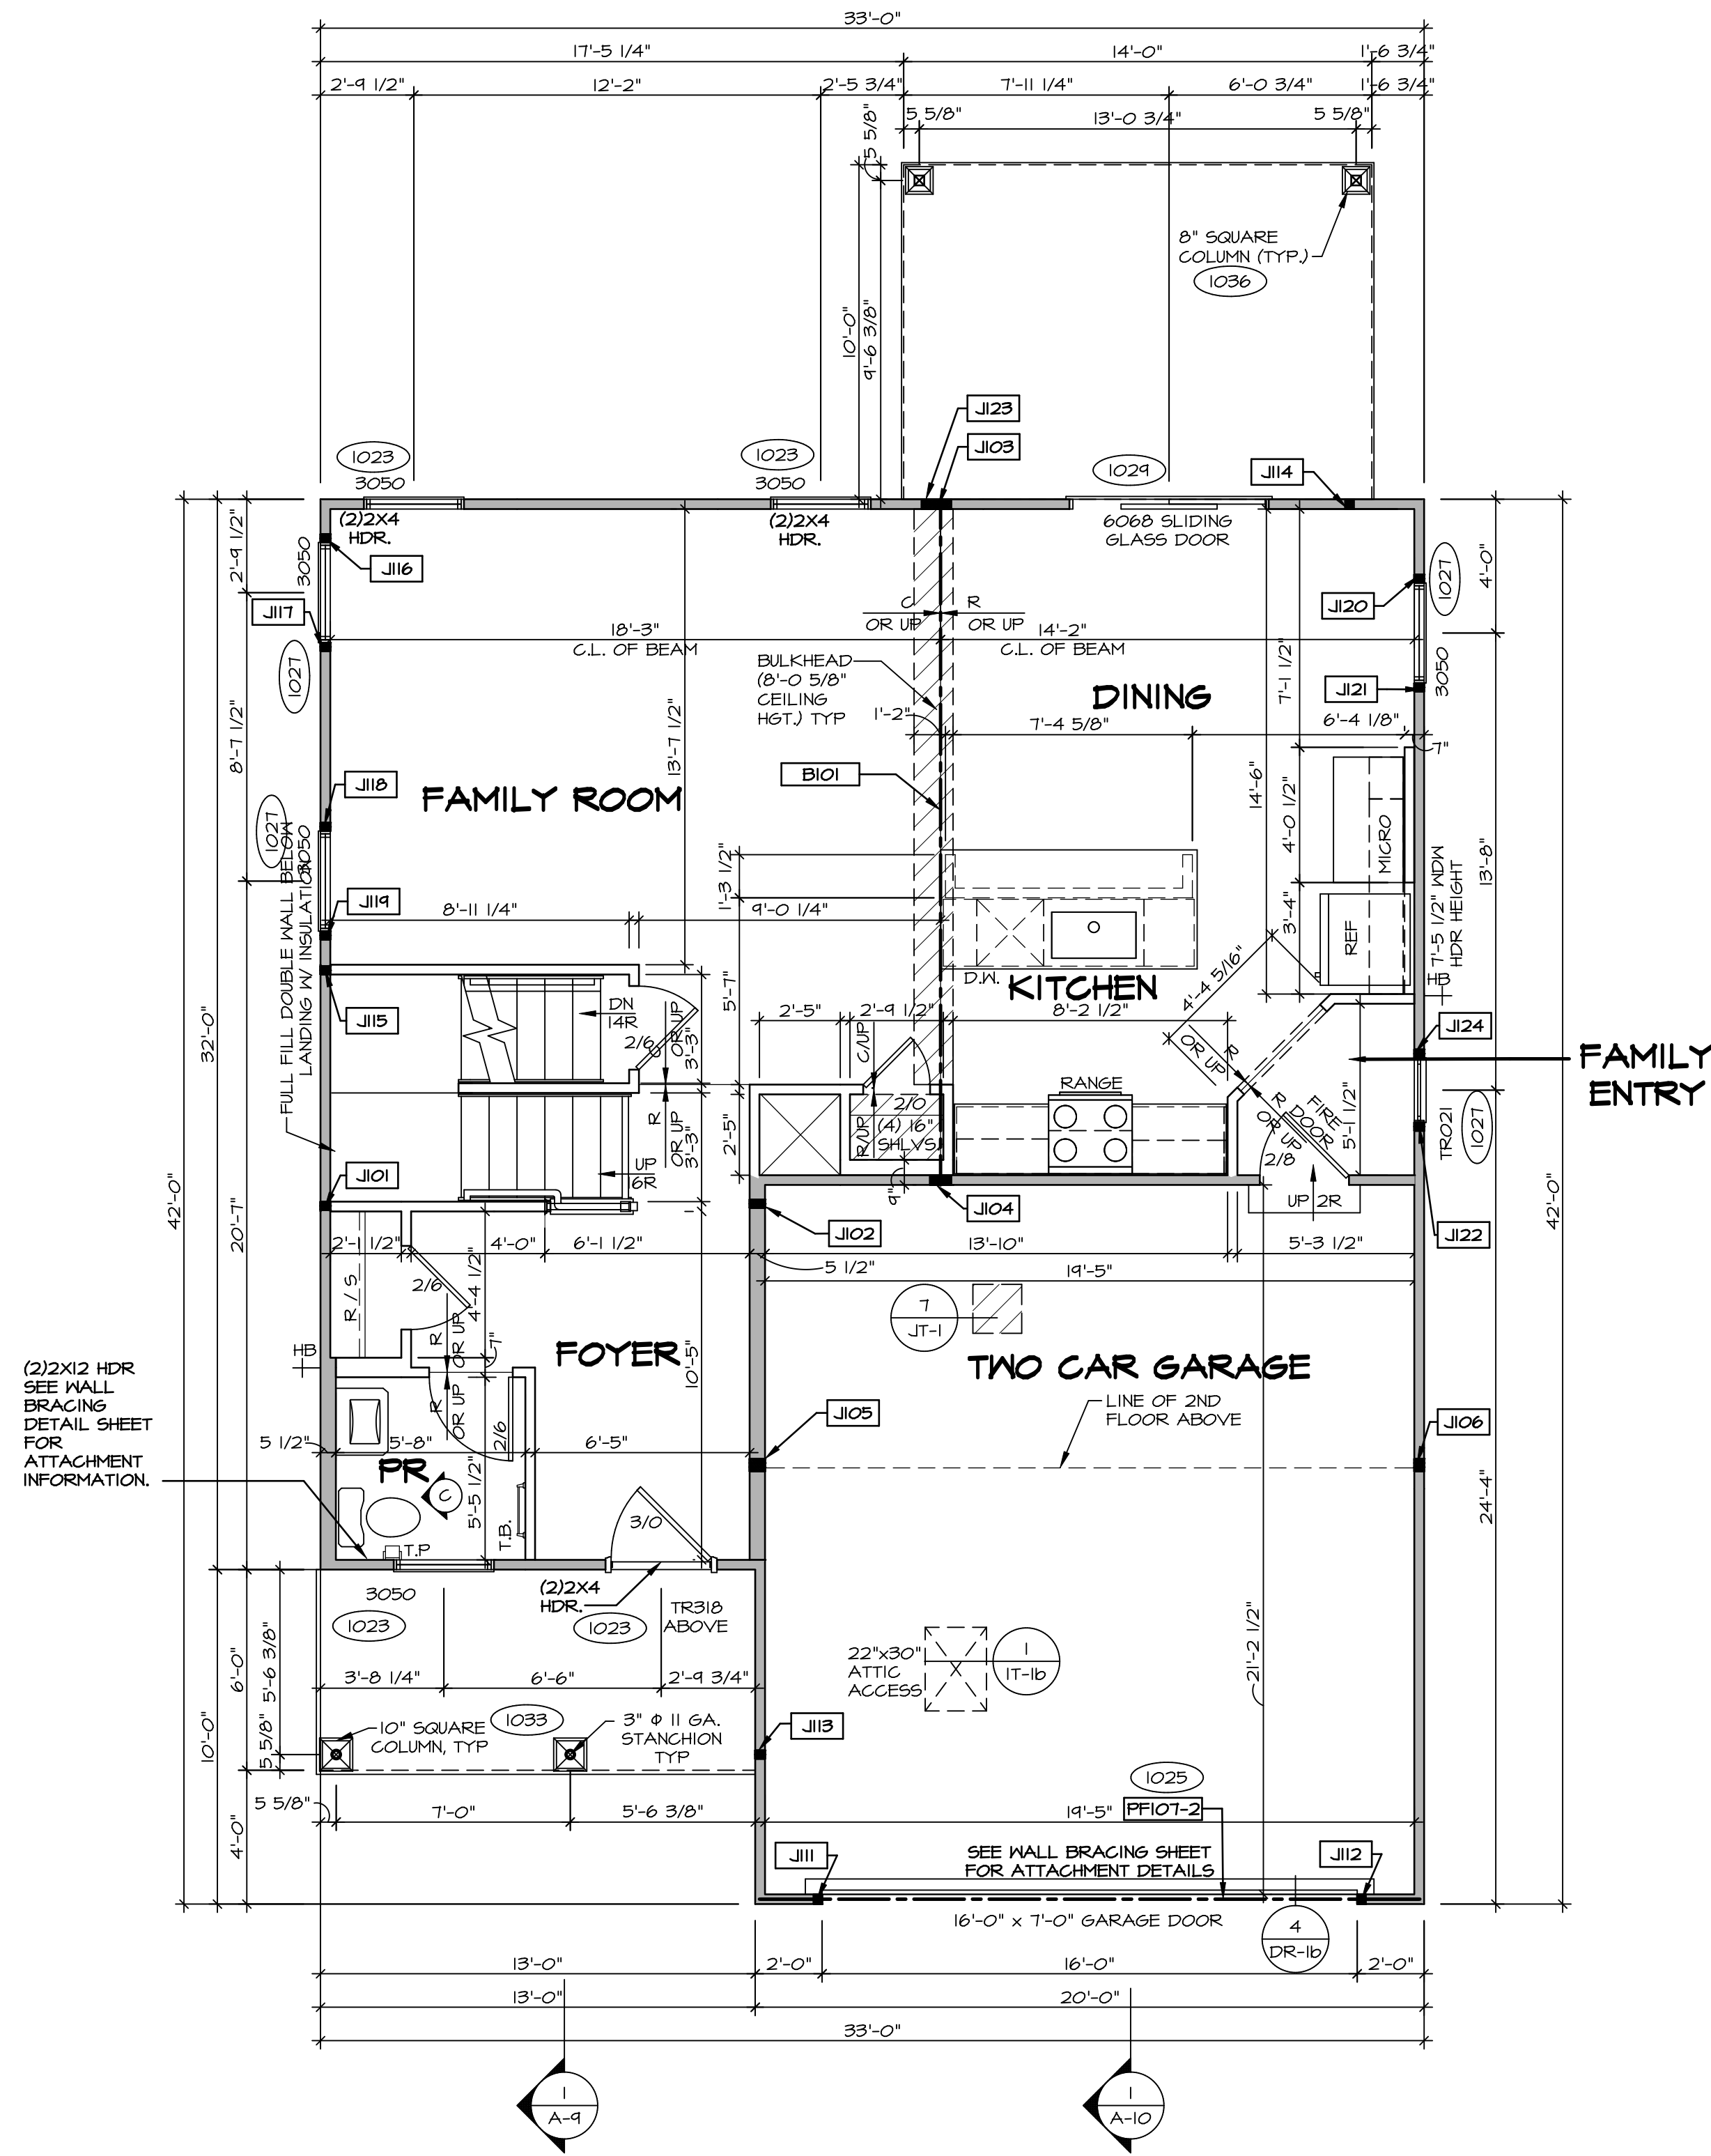 33'-0"
17'-5 1/4"
14'-0"
1'-6 3/4"
2'-9 1/2"
12'-2"
2'-5 3/4"
7'-11 1/4"
6'-0 3/4"
1'-6 3/4"
5 5/8"
13'-0 3/4"
5 5/8"
5 5/8"
10'-0"
9'-6 3/8"
8" SQUARE
COLUMN (TYP.)
1036
J123
J103
1023
3050
1023
3050
1029
J114
(2)2X4
HDR.
(2)2X4
HDR.
6068 SLIDING
GLASS DOOR
2'-9 1/2"
3050
J116
J117
1027
4'-0"
1027
J120
C
OR UP
R
OR UP
18'-3"
C.L. OF BEAM
14'-2"
C.L. OF BEAM
7'-1 1/2"
J121
3050
BULKHEAD
(8'-0 5/8"
CEILING
HGT.) TYP
DINING
1'-2"
7'-4 5/8"
6'-4 1/8"
7"
8'-7 1/2"
13'-7 1/2"
B101
J118
FAMILY ROOM
14'-6"
4'-0 1/2"
MICRO
1027
3050
1'-3 1/2"
13'-8"
J119
8'-11 1/4"
9'-0 1/4"
3'-4"
REF
7'-5 1/2" WDW
HDR HEIGHT
HB
FULL FILL DOUBLE WALL BELOW
LANDING W/ INSULATION
D.W.
KITCHEN
4'-4 5/16"
5'-7"
2'-5"
2'-9 1/2"
8'-2 1/2"
J115
DN
14R
2/6
C
OR UP
3'-3"
C/UP
R
OR UP
J124
FAMILY
ENTRY
32'-0"
42'-0"
RANGE
2/0
(4) 16"
SHLVS
R/UP
R
OR UP
FIRE
DOOR
5'-1 1/2"
2/8
TR021
1027
R
OR UP
3'-3"
2'-5"
UP
6R
J101
9"
J104
UP 2R
42'-0"
20'-7"
J102
J122
2'-1 1/2"
4'-0"
6'-1 1/2"
13'-10"
5'-3 1/2"
5 1/2"
19'-5"
R / S
2/6
4'-4 1/2"
7
JT-1
HB
R
OR UP
7"
FOYER
10'-5"
TWO CAR GARAGE
(2)2X12 HDR
SEE WALL
BRACING
DETAIL SHEET
FOR
ATTACHMENT
INFORMATION.
R
OR UP
2/6
J105
LINE OF 2ND
FLOOR ABOVE
J106
5 1/2"
5'-8"
6'-5"
PR
C
5'-5 1/2"
24'-4"
T.B.
T.P
3/0
3050
1023
(2)2X4
HDR.
1023
TR318
ABOVE
22"x30"
ATTIC
ACCESS
1
IT-1b
21'-2 1/2"
6'-0"
5'-6 3/8"
3'-8 1/4"
6'-6"
2'-9 3/4"
10'-0"
5 5/8"
10" SQUARE
COLUMN, TYP
1033
3" Φ 11 GA.
STANCHION
TYP
J113
1025
PF107-2
5 5/8"
7'-0"
5'-6 3/8"
19'-5"
4'-0"
J111
SEE WALL BRACING SHEET
FOR ATTACHMENT DETAILS
J112
16'-0" x 7'-0" GARAGE DOOR
4
DR-1b
13'-0"
2'-0"
16'-0"
2'-0"
13'-0"
20'-0"
33'-0"
1
A-9
1
A-10